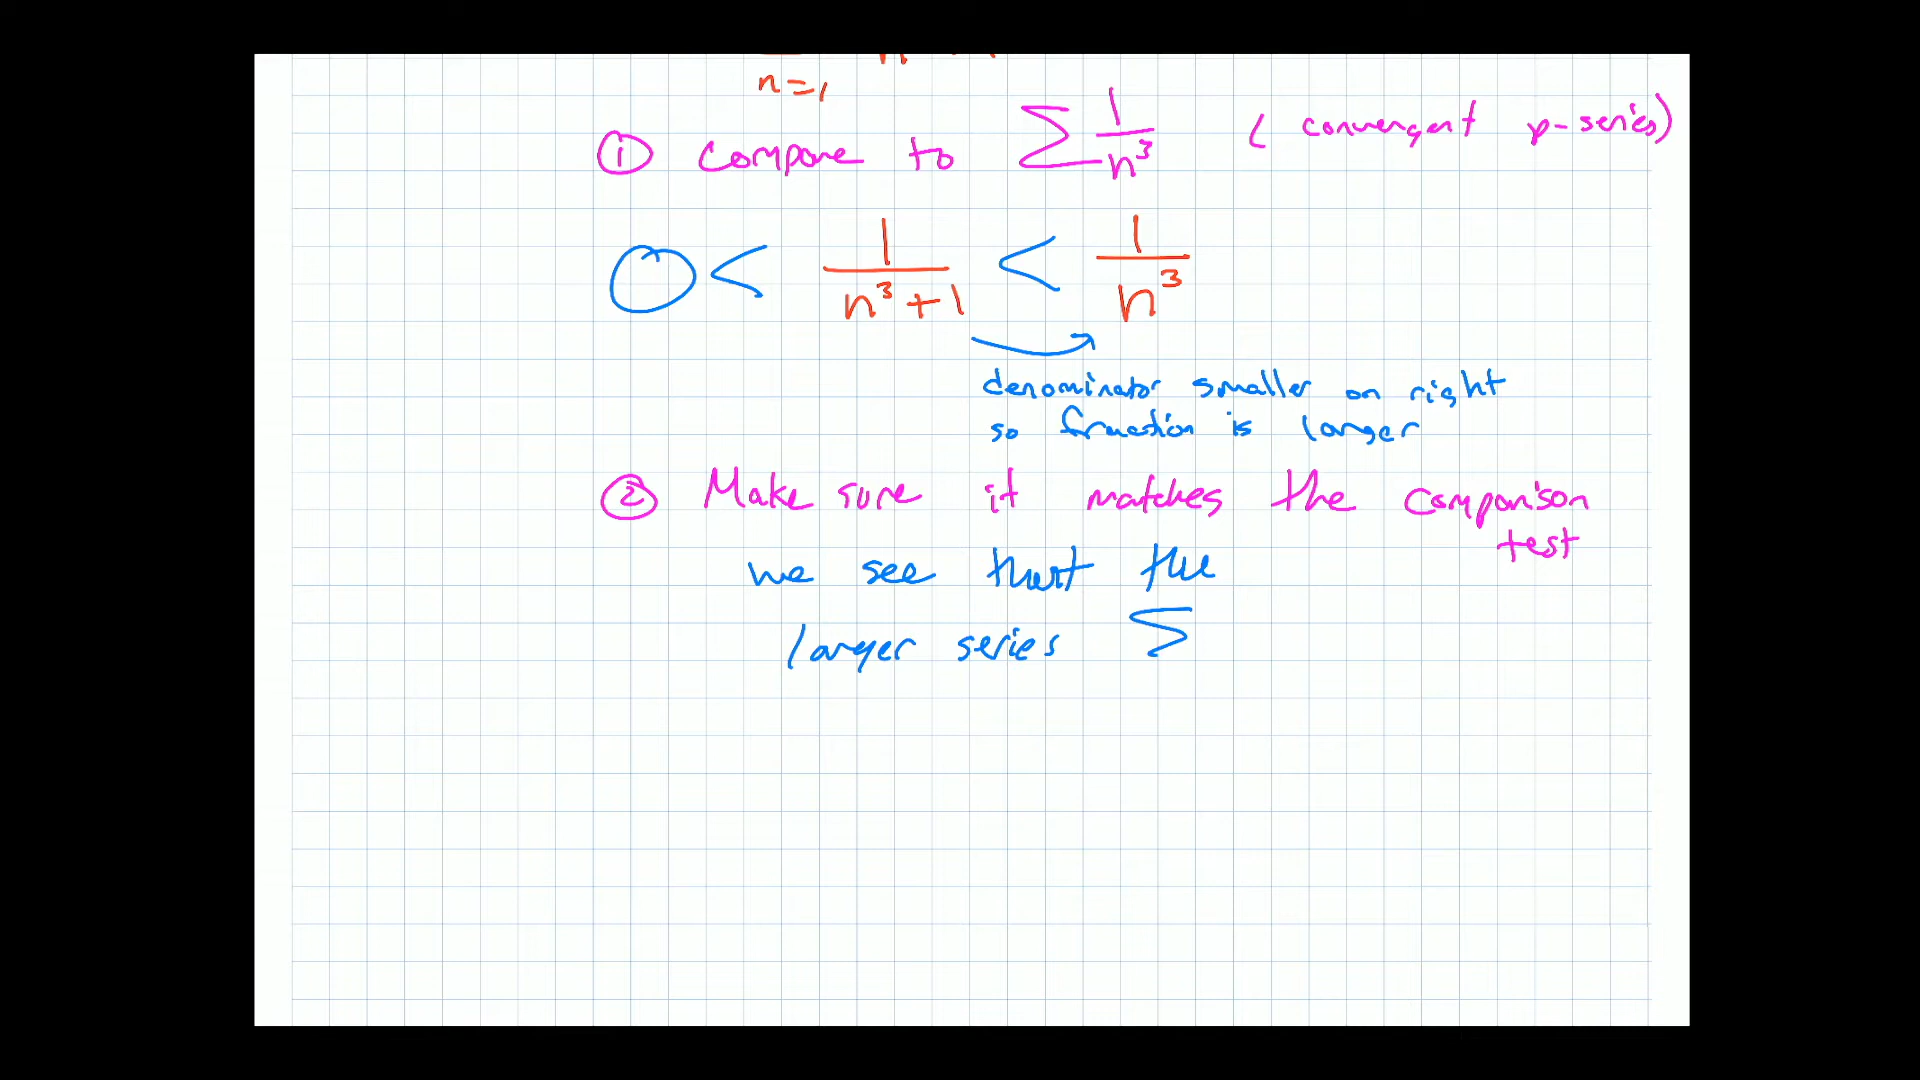 n=1
① Compare to ∑ 1/n³ (convergent p-series)
0 < 1/(n³+1) < 1/n³
denominator smaller on right
so fraction is larger
② Make sure it matches the comparison
test
we see that the
larger series ∑